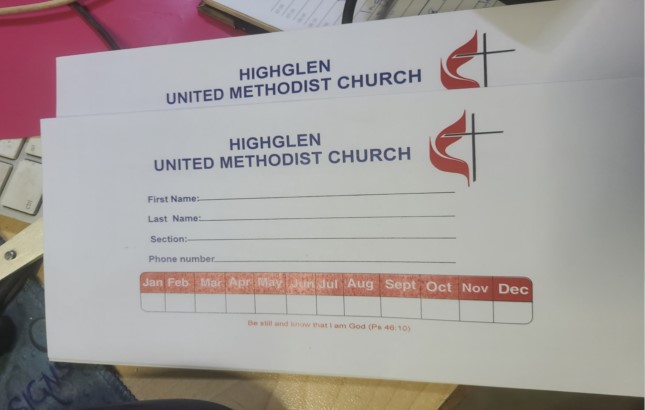 HIGHGLEN
UNITED METHODIST CHURCH
HIGHGLEN
UNITED METHODIST CHURCH
First Name:
Last Name:
Section:
Phone number
Jan Feb Mar Apr May Jun Jul Aug Sept Oct Nov Dec
Be still and know that I am God (Ps 46:10)
SIGNS